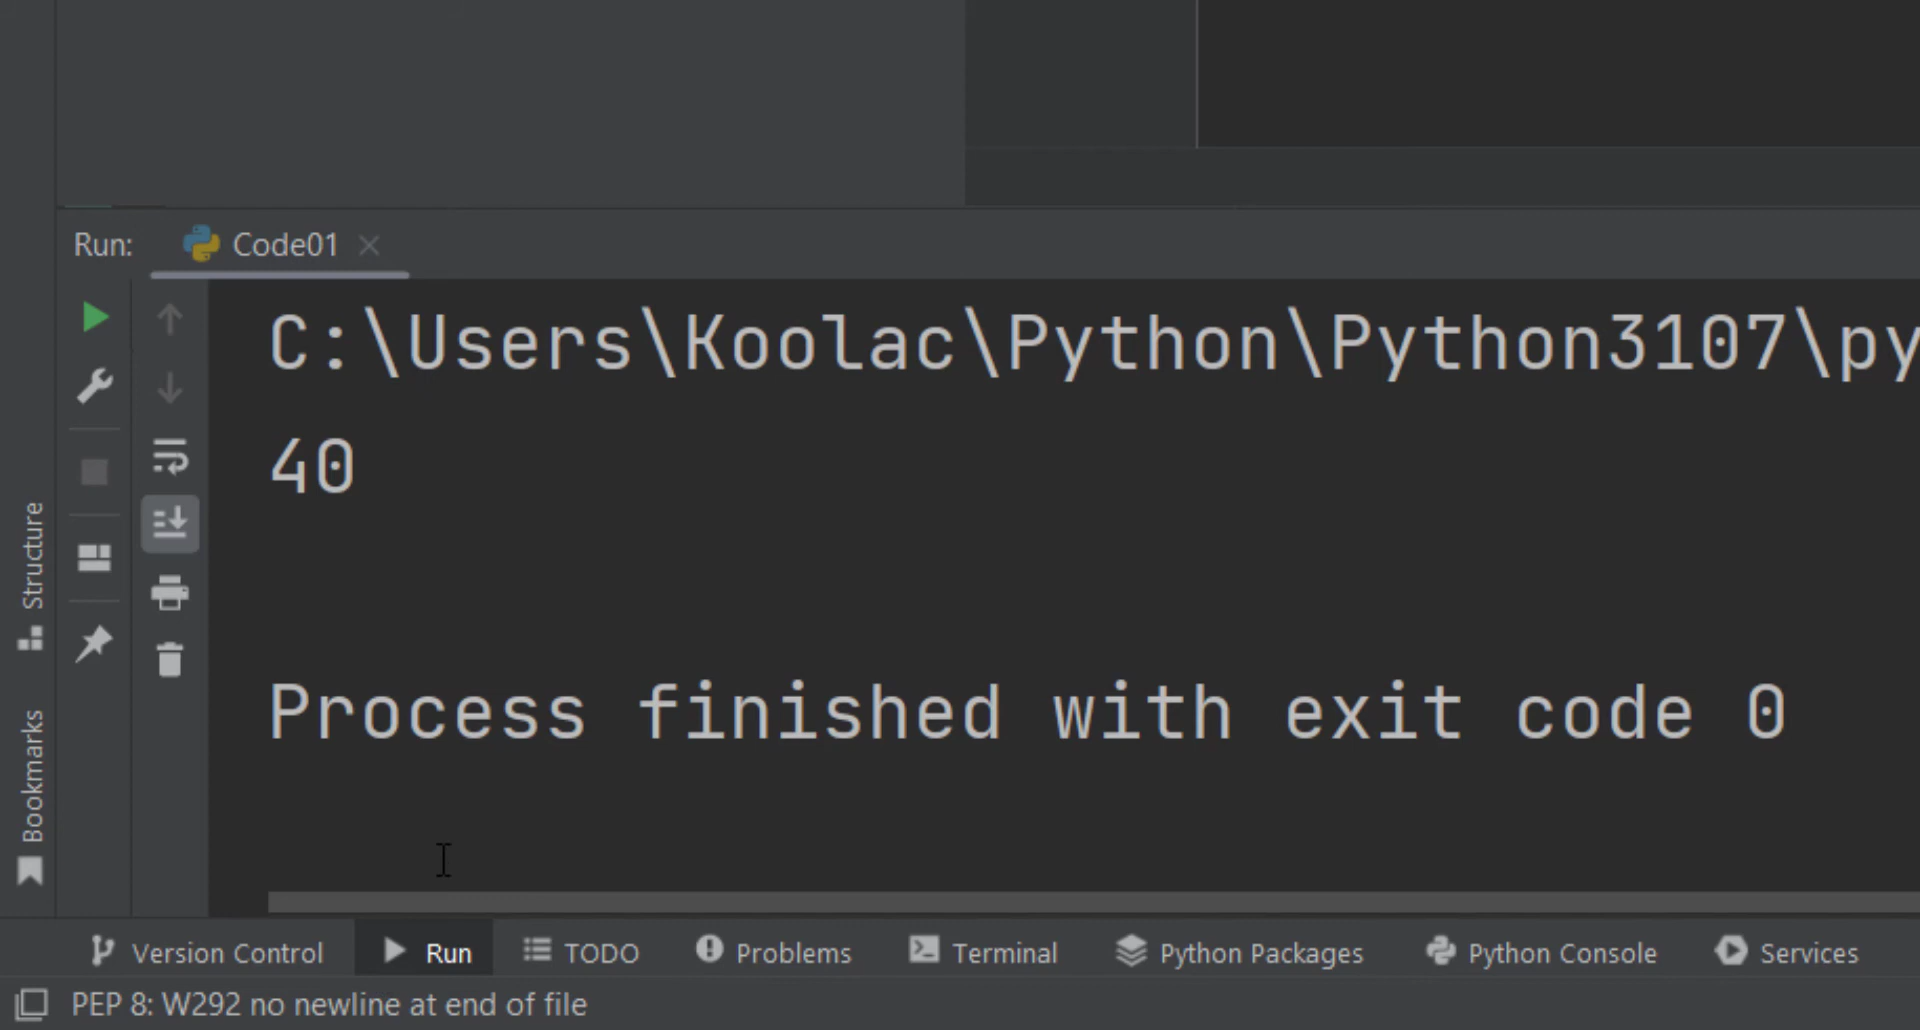 Run: Code01
C:\Users\Koolac\Python\Python3107\py
40
Process finished with exit code 0
Structure
Bookmarks
Version Control Run TODO Problems Terminal Python Packages Python Console Services
PEP 8: W292 no newline at end of file